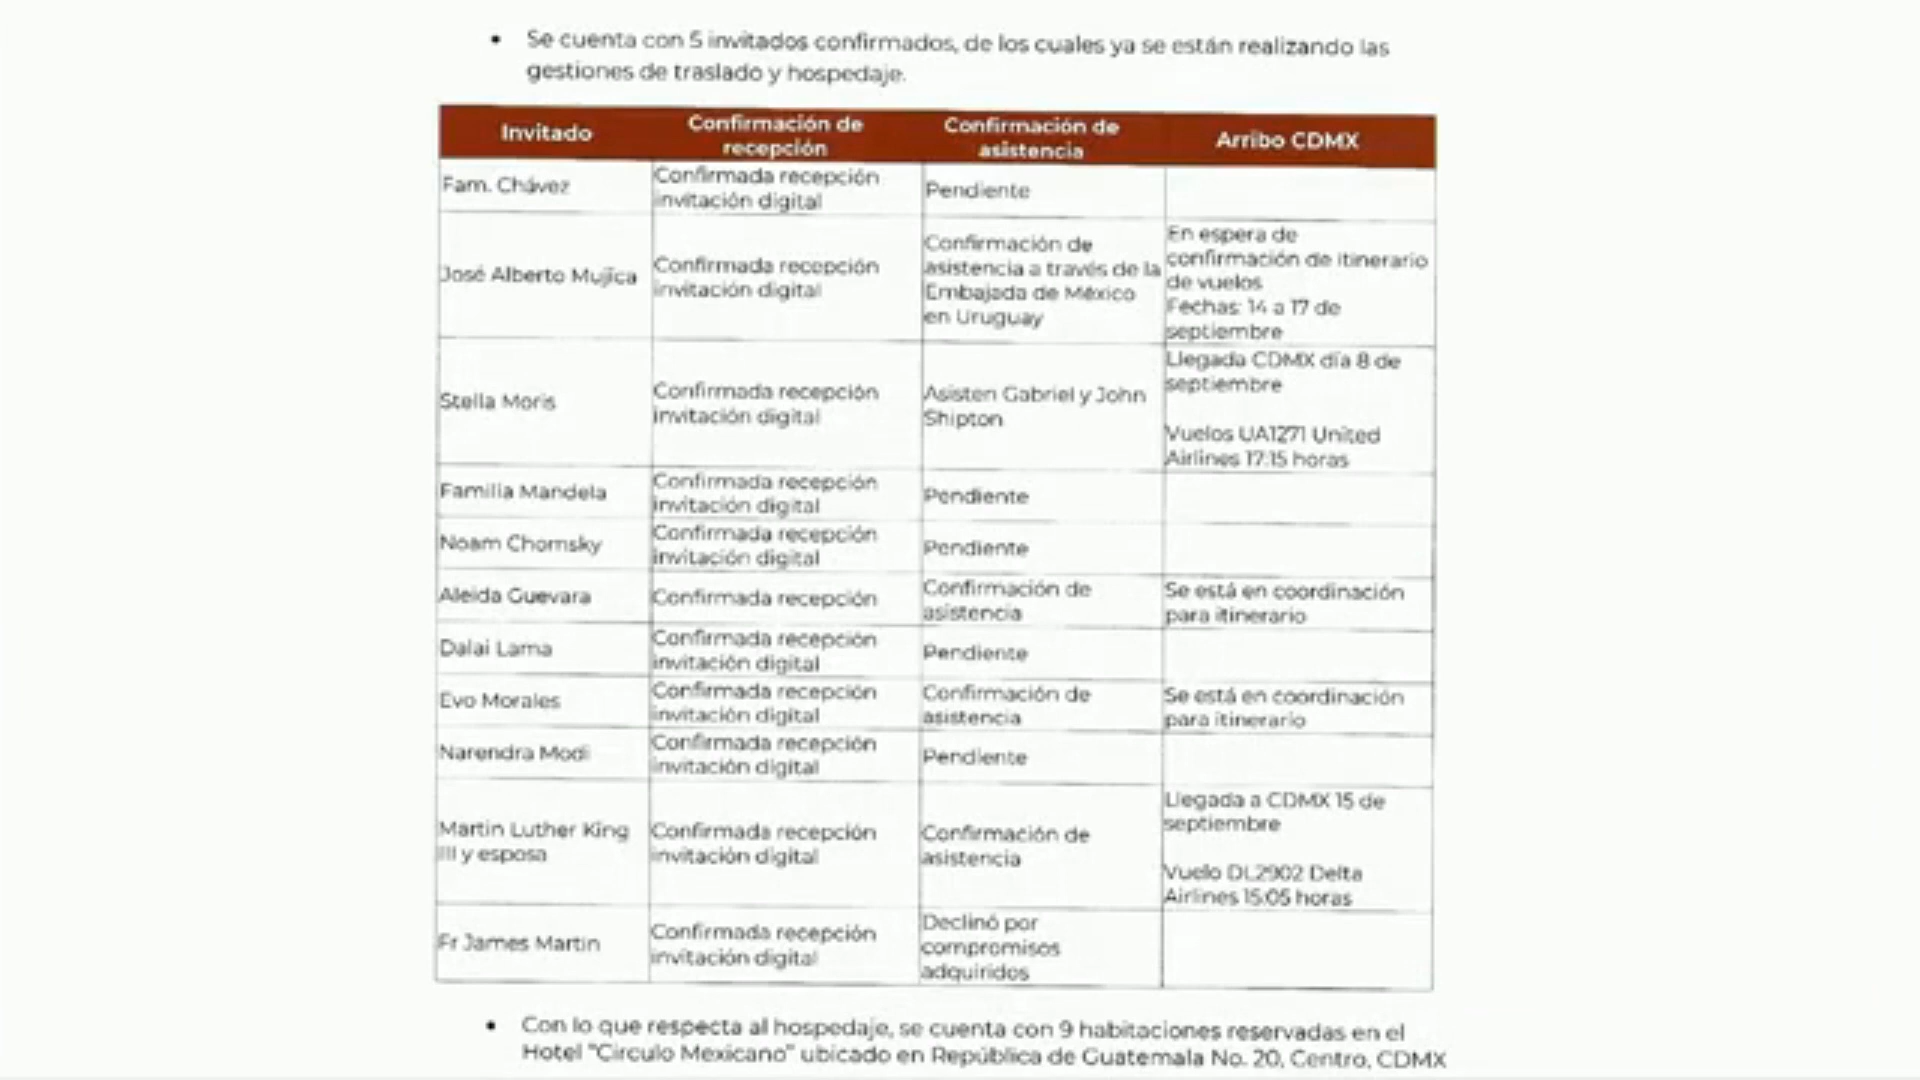 • Se cuenta con 5 invitados confirmados, de los cuales ya se están realizando las
gestiones de traslado y hospedaje.
Invitado
Confirmación de
recepción
Confirmación de
asistencia
Arribo CDMX
Fam. Chávez
Confirmada recepción
invitación digital
Pendiente
José Alberto Mujica
Confirmada recepción
invitación digital
Confirmación de
asistencia a través de la
Embajada de México
en Uruguay
En espera de
confirmación de itinerario
de vuelos
Fechas: 14 a 17 de
septiembre
Stella Moris
Confirmada recepción
invitación digital
Asisten Gabriel y John
Shipton
Llegada CDMX día 8 de
septiembre
Vuelos UA1271 United
Airlines 17:15 horas
Familia Mandela
Confirmada recepción
invitación digital
Pendiente
Noam Chomsky
Confirmada recepción
invitación digital
Pendiente
Aleida Guevara
Confirmada recepción
Confirmación de
asistencia
Se está en coordinación
para itinerario
Dalai Lama
Confirmada recepción
invitación digital
Pendiente
Evo Morales
Confirmada recepción
invitación digital
Confirmación de
asistencia
Se está en coordinación
para itinerario
Narendra Modi
Confirmada recepción
invitación digital
Pendiente
Martin Luther King
III y esposa
Confirmada recepción
invitación digital
Confirmación de
asistencia
Llegada a CDMX 15 de
septiembre
Vuelo DL2902 Delta
Airlines 15:05 horas
Fr James Martin
Confirmada recepción
invitación digital
Declinó por
compromisos
adquiridos
• Con lo que respecta al hospedaje, se cuenta con 9 habitaciones reservadas en el
Hotel "Circulo Mexicano" ubicado en República de Guatemala No. 20, Centro, CDMX